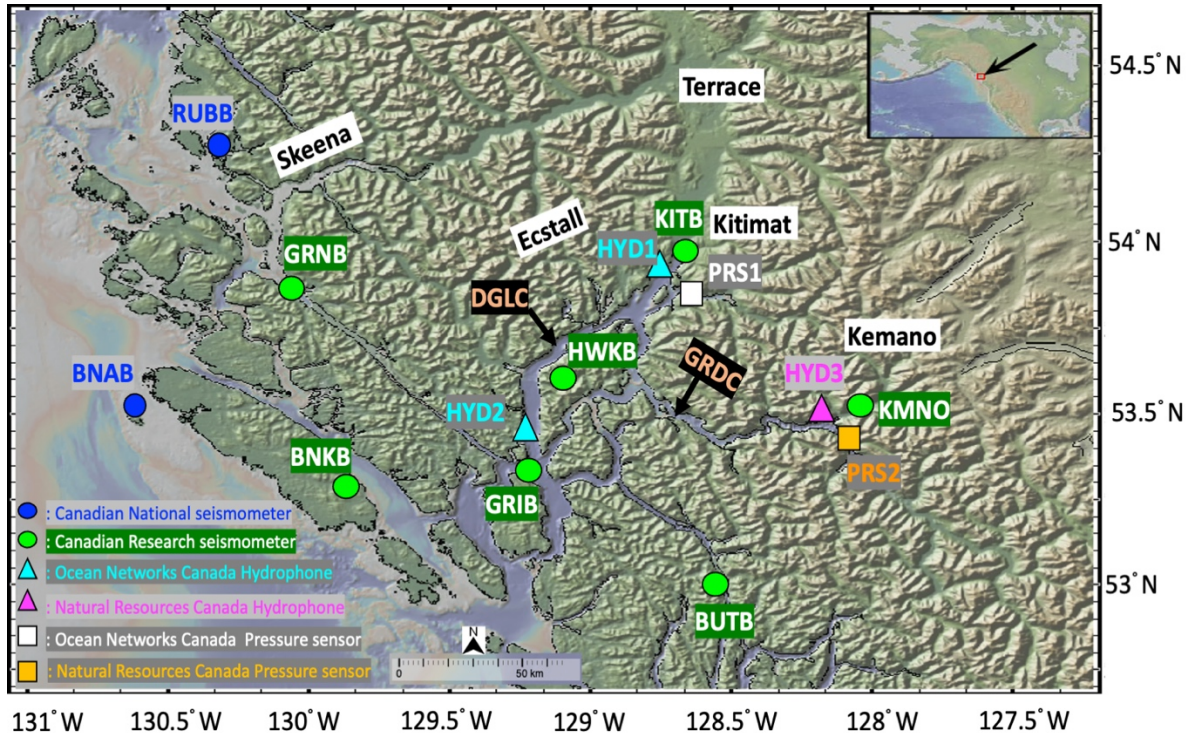 54.5°N
Terrace
RUBB
Skeena
KITB
Kitimat
Ecstall
54°N
HYD1
GRNB
PRS1
DGLC
Kemano
HWKB
GRDC
BNAB
HYD3
HYD2
KMNO
53.5°N
BNKB
PRS2
GRIB
: Canadian National seismometer
: Canadian Research seismometer
: Ocean Networks Canada Hydrophone
53°N
: Natural Resources Canada Hydrophone
BUTB
: Ocean Networks Canada Pressure sensor
N
: Natural Resources Canada Pressure sensor
0 50 km
131°W 130.5°W 130°W 129.5°W 129°W 128.5°W 128°W 127.5°W